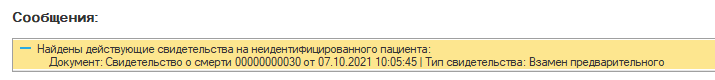 Сообщения:
Найдены действующие свидетельства на неидентифицированого пациента:
Документ: Свидетельство о смерти 00000000030 от 07.10.2021 10:05:45 | Тип свидетельства: Взамен предварительного